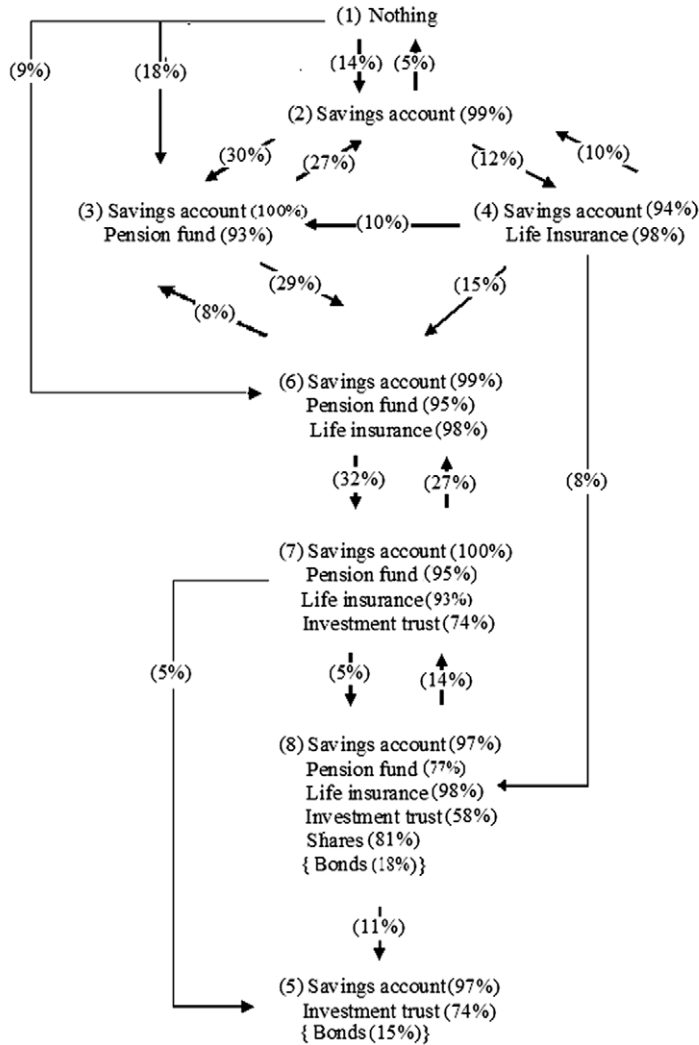 (1) Nothing
(9%) (18%) (14%) (5%)
(2) Savings account (99%)
(30%) (27%) (12%) (10%)
(3) Savings account (100%)
Pension fund (93%)
(10%)
(4) Savings account (94%)
Life Insurance (98%)
(8%) (29%) (15%)
(6) Savings account (99%)
Pension fund (95%)
Life insurance (98%)
(32%) (27%) (8%)
(7) Savings account (100%)
Pension fund (95%)
Life insurance (93%)
Investment trust (74%)
(5%) (5%) (14%)
(8) Savings account (97%)
Pension fund (77%)
Life insurance (98%)
Investment trust (58%)
Shares (81%)
{ Bonds (18%)}
(11%)
(5) Savings account (97%)
Investment trust (74%)
{ Bonds (15%)}